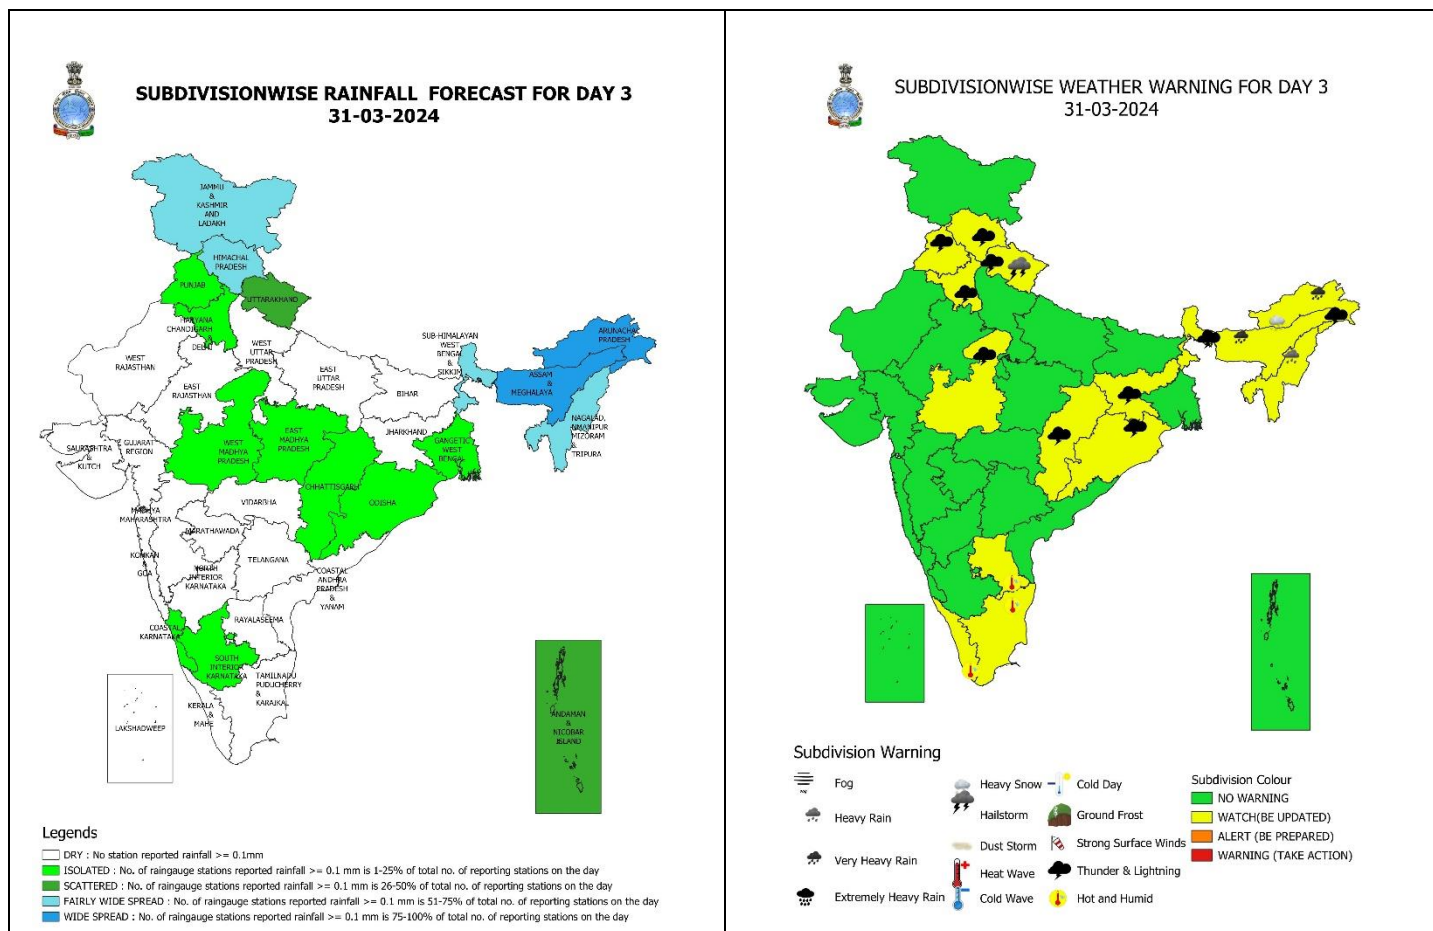 SUBDIVISIONWISE RAINFALL FORECAST FOR DAY 3
31-03-2024
JAMMU
&
KASHMIR
AND
LADAKH
HIMACHAL
PRADESH
PUNJAB
UTTARAKHAND
HARYANA
CHANDIGARH
DELHI
WEST
RAJASTHAN
WEST
UTTAR
PRADESH
EAST
UTTAR
PRADESH
SUB-HIMALAYAN
WEST
BENGAL
&
SIKKIM
ARUNACHAL
PRADESH
ASSAM
&
MEGHALAYA
EAST
RAJASTHAN
BIHAR
NAGALAD,
MANIPUR
MIZORAM
&
TRIPURA
JHARKHAND
GANGETIC
WEST
BENGAL
SAURASHTRA
&
KUTCH
GUJARAT
REGION
WEST
MADHYA
PRADESH
EAST
MADHYA
PRADESH
CHHATTISGARH
ODISHA
VIDARBHA
MADHYA
MAHARASHTRA
MARATHAWADA
KONKAN
&
GOA
NORTH
INTERIOR
KARNATAKA
TELANGANA
COASTAL
ANDHRA
PRADESH
&
YANAM
RAYALASEEMA
COASTAL
KARNATAKA
SOUTH
INTERIOR
KARNATAKA
TAMILNADU
PUDUCHERRY
&
KARAIKAL
KERALA
&
MAHE
LAKSHADWEEP
ANDAMAN
&
NICOBAR
ISLAND
Legends
DRY : No station reported rainfall >= 0.1mm
ISOLATED : No. of raingauge stations reported rainfall >= 0.1 mm is 1-25% of total no. of reporting stations on the day
SCATTERED : No. of raingauge stations reported rainfall >= 0.1 mm is 26-50% of total no. of reporting stations on the day
FAIRLY WIDE SPREAD : No. of raingauge stations reported rainfall >= 0.1 mm is 51-75% of total no. of reporting stations on the day
WIDE SPREAD : No. of raingauge stations reported rainfall >= 0.1 mm is 75-100% of total no. of reporting stations on the day
SUBDIVISIONWISE WEATHER WARNING FOR DAY 3
31-03-2024
Subdivision Warning
Fog
Heavy Rain
Very Heavy Rain
Extremely Heavy Rain
Heavy Snow
Hailstorm
Dust Storm
Heat Wave
Cold Wave
Cold Day
Ground Frost
Strong Surface Winds
Thunder & Lightning
Hot and Humid
Subdivision Colour
NO WARNING
WATCH(BE UPDATED)
ALERT (BE PREPARED)
WARNING (TAKE ACTION)